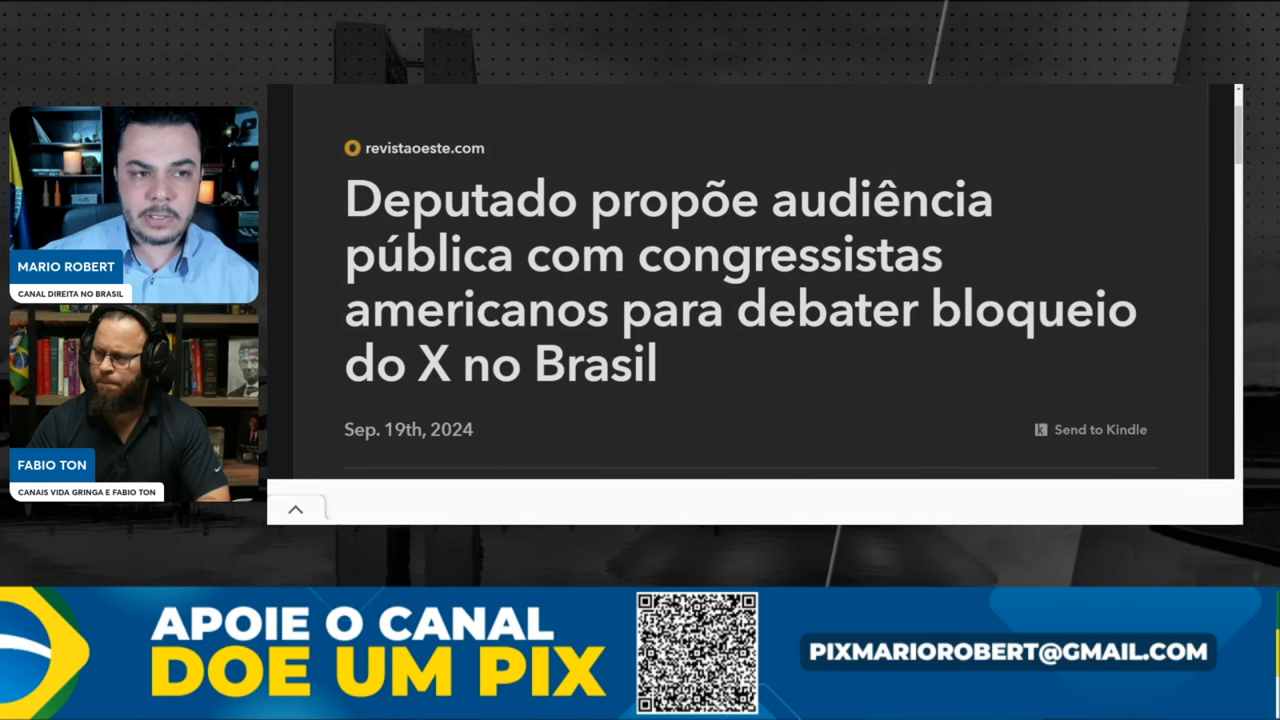 revistaoeste.com
Deputado propõe audiência
pública com congressistas
americanos para debater bloqueio
do X no Brasil
Sep. 19th, 2024
Send to Kindle
MARIO ROBERT
CANAL DIREITA NO BRASIL
FABIO TON
CANAIS VIDA GRINGA E FABIO TON
APOIE O CANAL
DOE UM PIX
PIXMARIOROBERT@GMAIL.COM